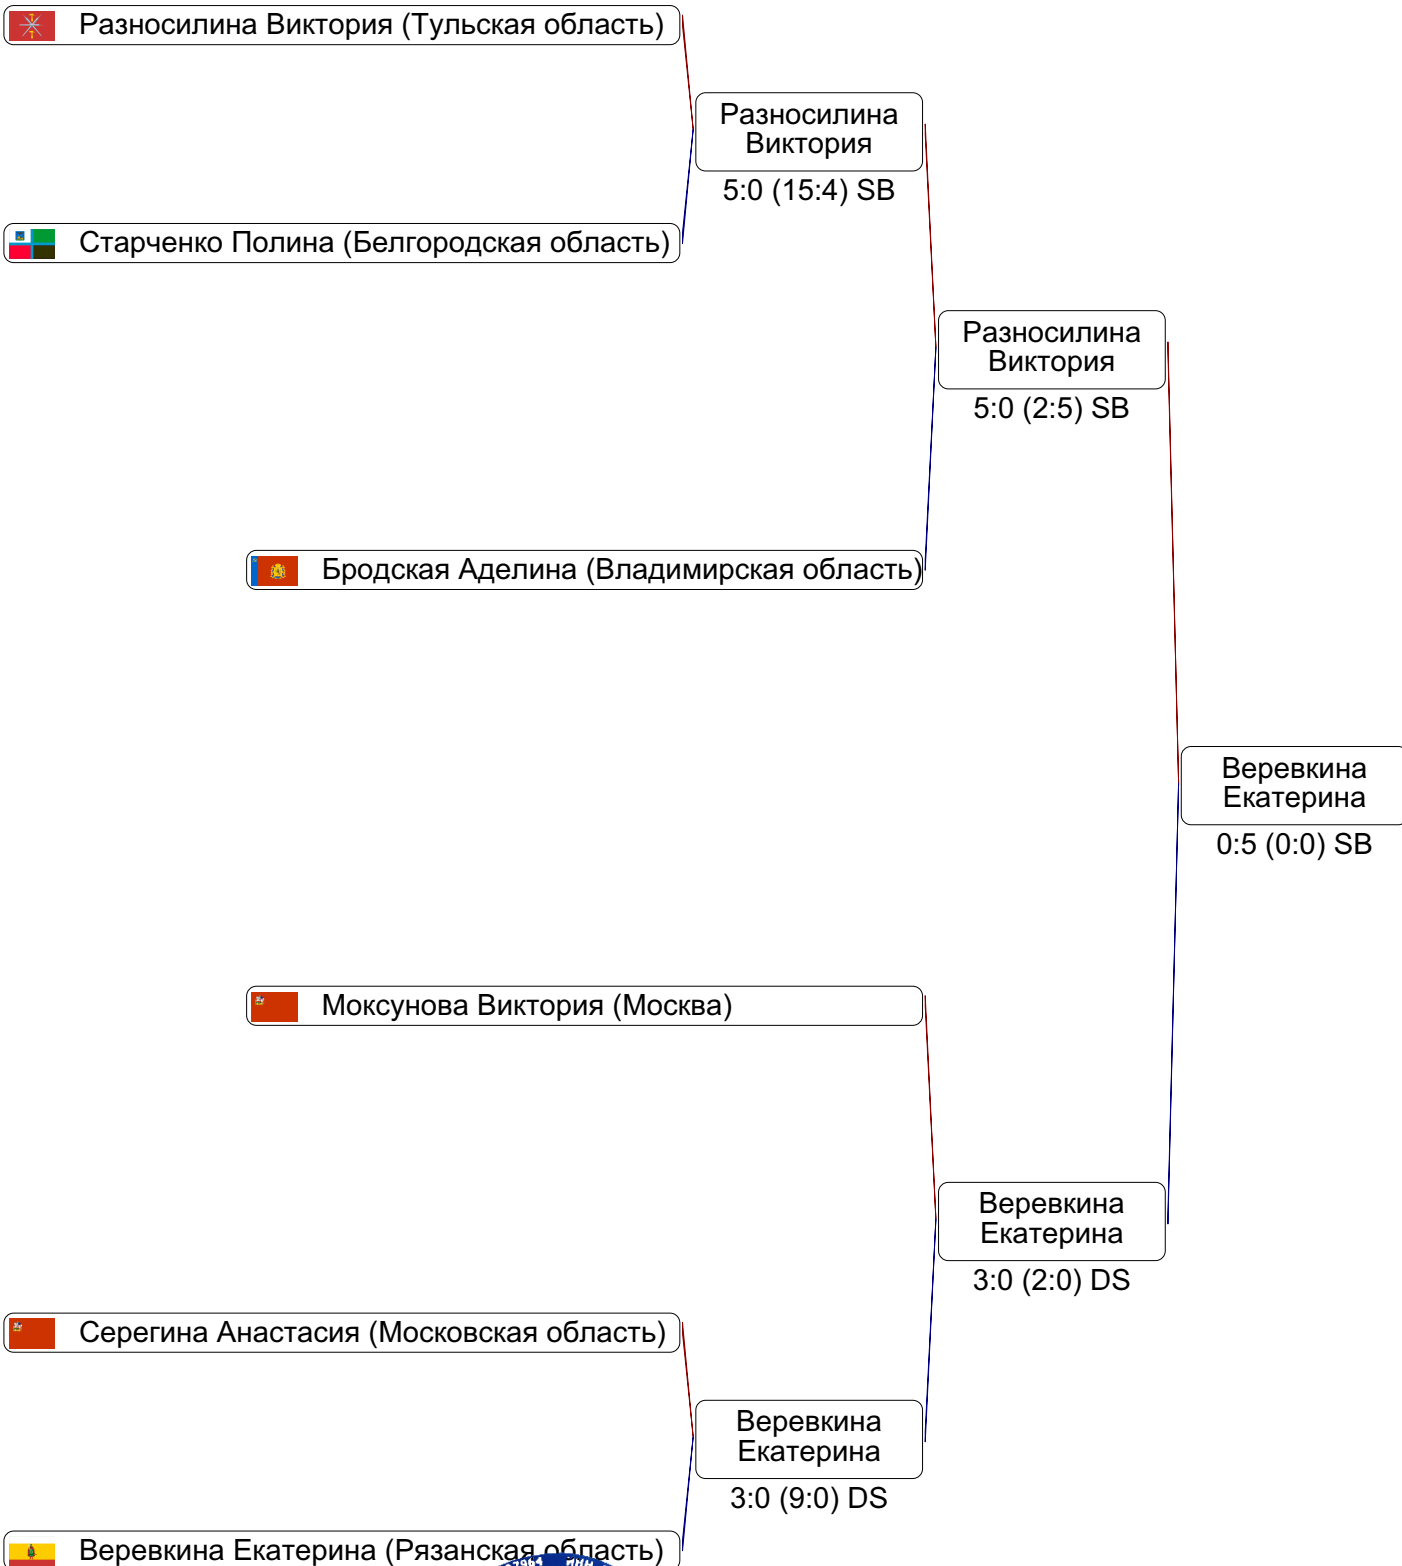 Разносилина Виктория (Тульская область)
Разносилина
Виктория
5:0 (15:4) SB
Старченко Полина (Белгородская область)
Разносилина
Виктория
5:0 (2:5) SB
Бродская Аделина (Владимирская область)
Веревкина
Екатерина
0:5 (0:0) SB
Моксунова Виктория (Москва)
Веревкина
Екатерина
3:0 (2:0) DS
Серегина Анастасия (Московская область)
Веревкина
Екатерина
3:0 (9:0) DS
Веревкина Екатерина (Рязанская область)